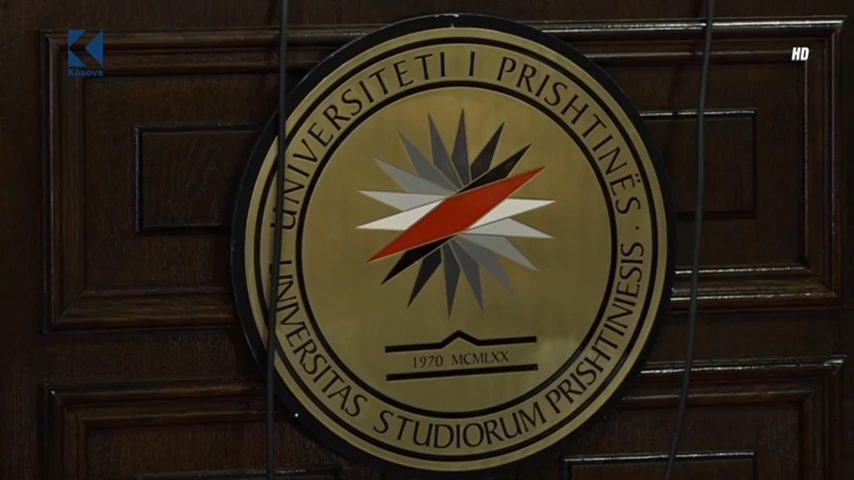 Kosova
HD
UNIVERSITETI I PRISHTINËS ·
UNIVERSITAS STUDIORUM PRISHTINIESIS ·
1970 MCMLXX